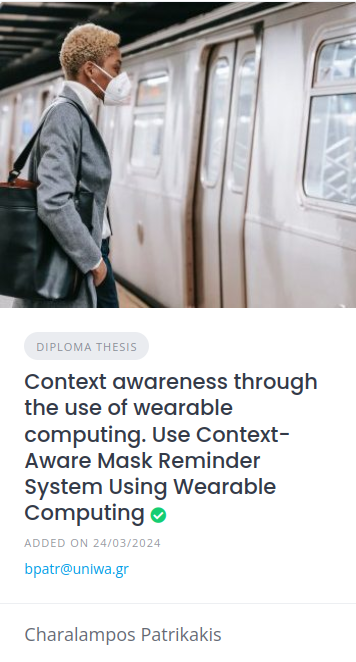 DIPLOMA THESIS
Context awareness through
the use of wearable
computing. Use Context-
Aware Mask Reminder
System Using Wearable
Computing
ADDED ON 24/03/2024
bpatr@uniwa.gr
Charalampos Patrikakis